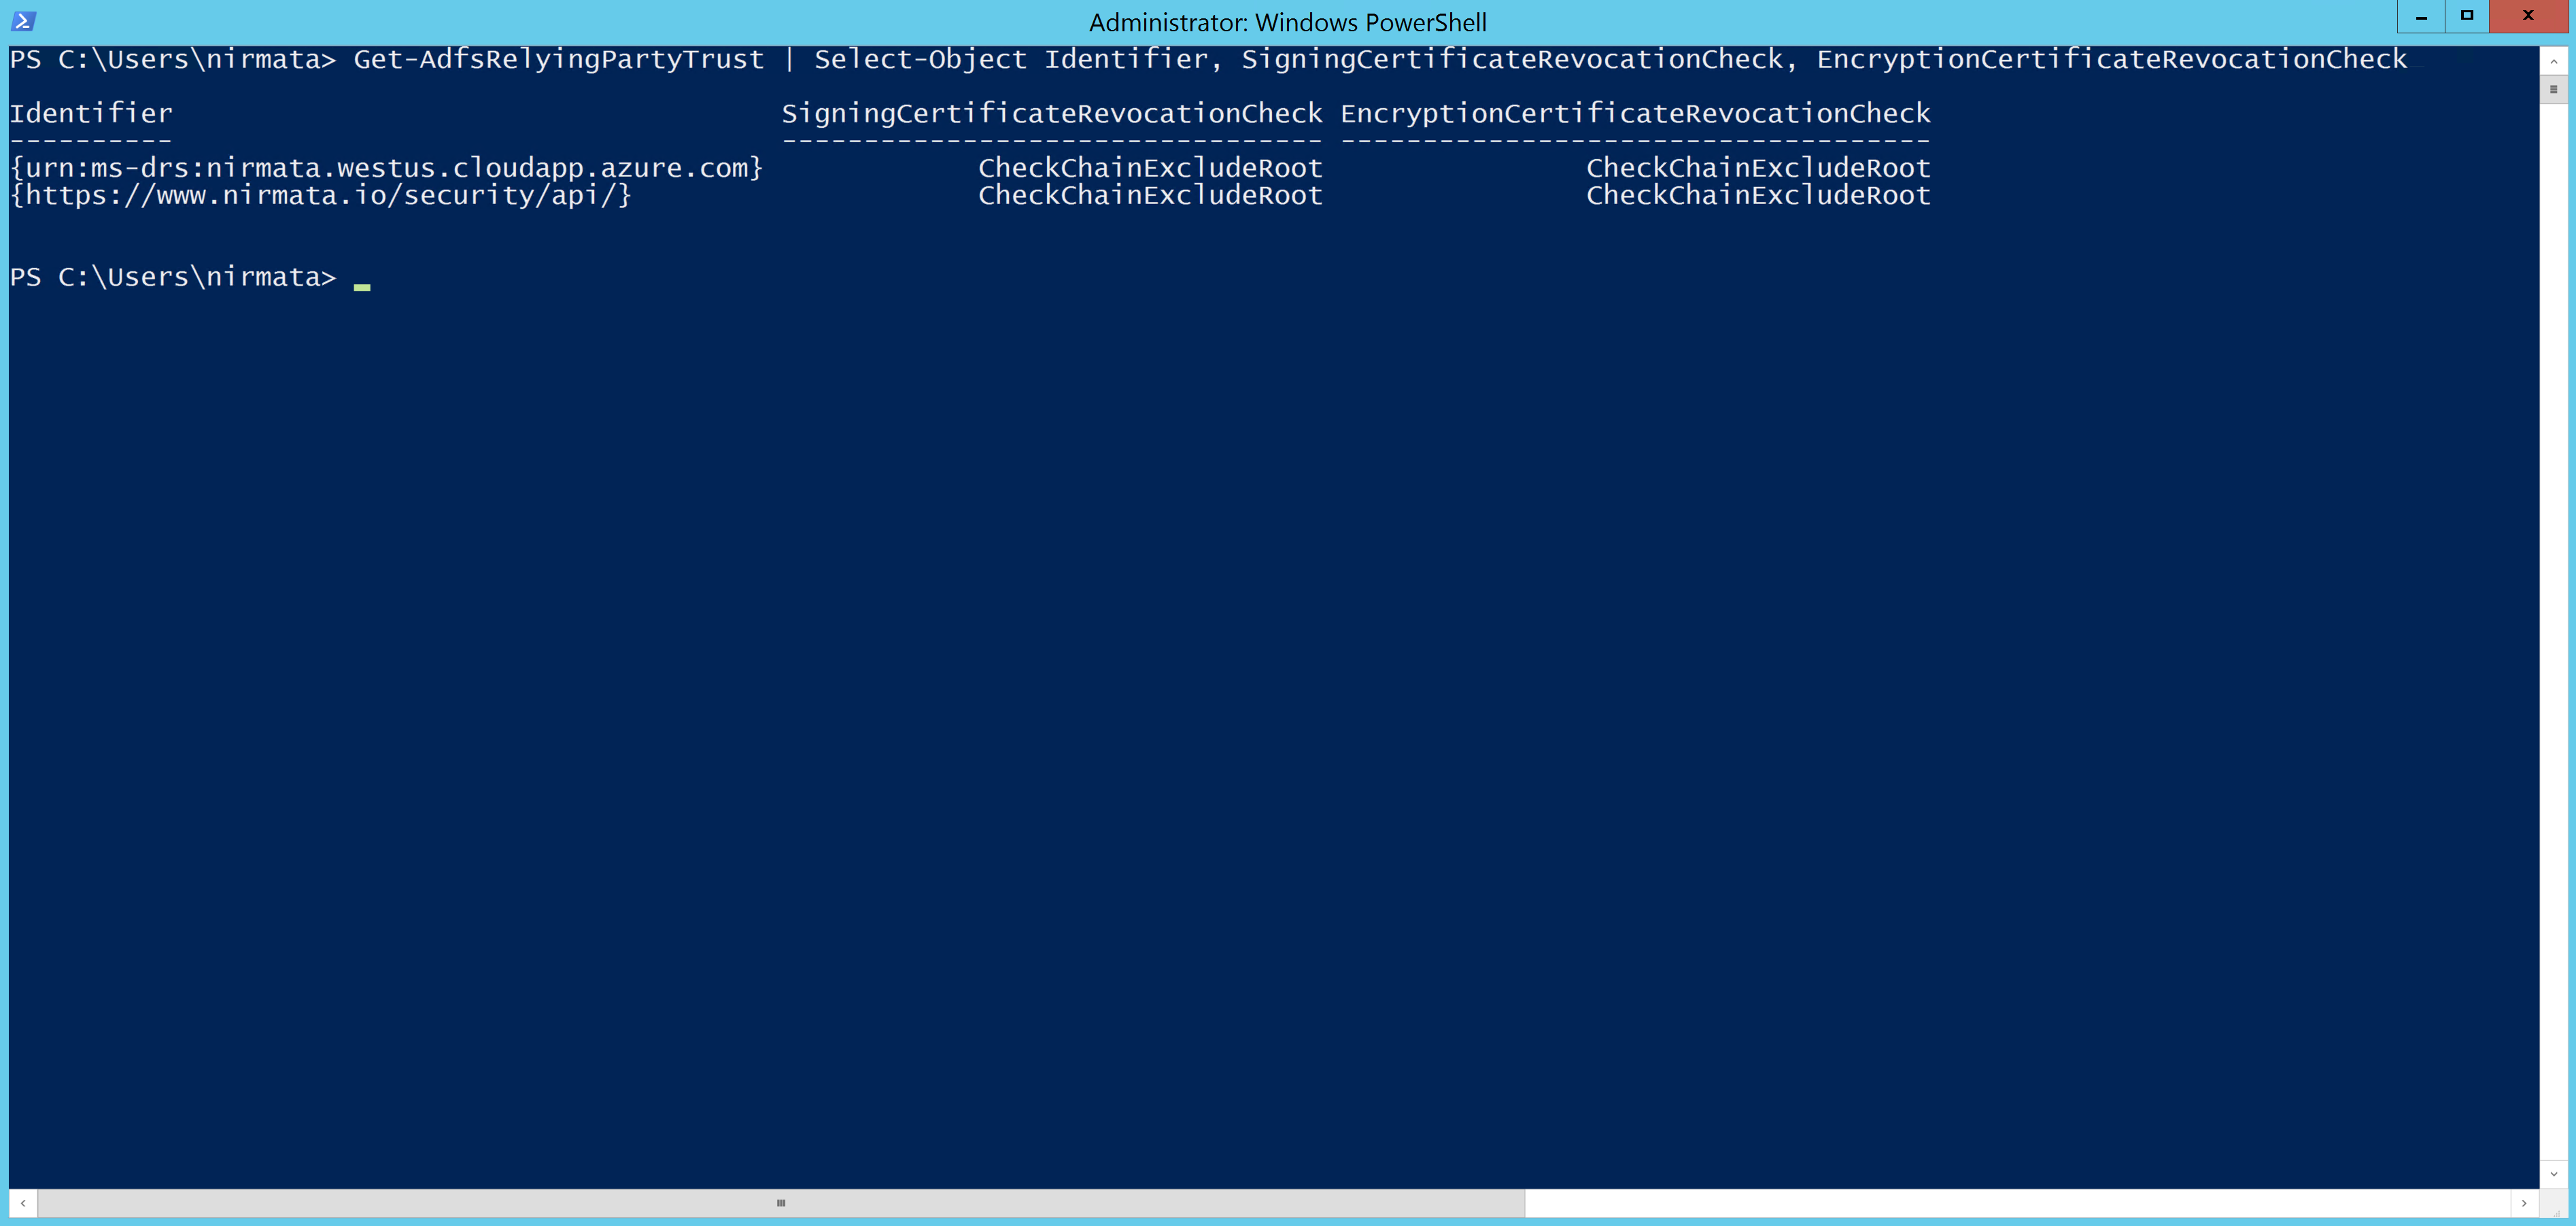 Administrator: Windows PowerShell
PS C:\Users\nirmata> Get-AdfsRelyingPartyTrust | Select-Object Identifier, SigningCertificateRevocationCheck, EncryptionCertificateRevocationCheck
Identifier SigningCertificateRevocationCheck EncryptionCertificateRevocationCheck
---------- --------------------------------- ------------------------------------
{urn:ms-drs:nirmata.westus.cloudapp.azure.com} CheckChainExcludeRoot CheckChainExcludeRoot
{https://www.nirmata.io/security/api/} CheckChainExcludeRoot CheckChainExcludeRoot
PS C:\Users\nirmata>